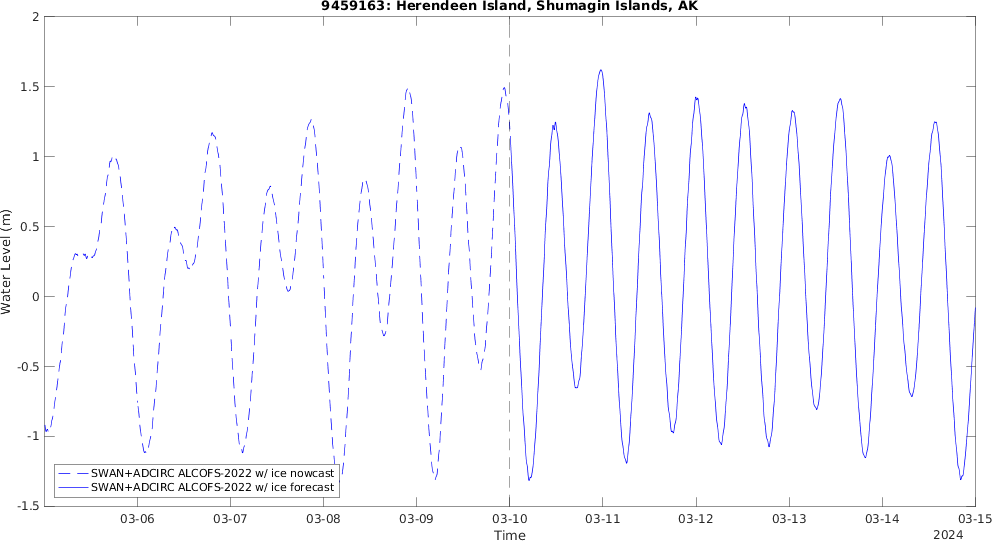 9459163: Herendeen Island, Shumagin Islands, AK
2
1.5
1
0.5
0
-0.5
-1
-1.5
Water Level (m)
SWAN+ADCIRC ALCOFS-2022 w/ ice nowcast
SWAN+ADCIRC ALCOFS-2022 w/ ice forecast
03-06 03-07 03-08 03-09 03-10 03-11 03-12 03-13 03-14 03-15
Time
2024